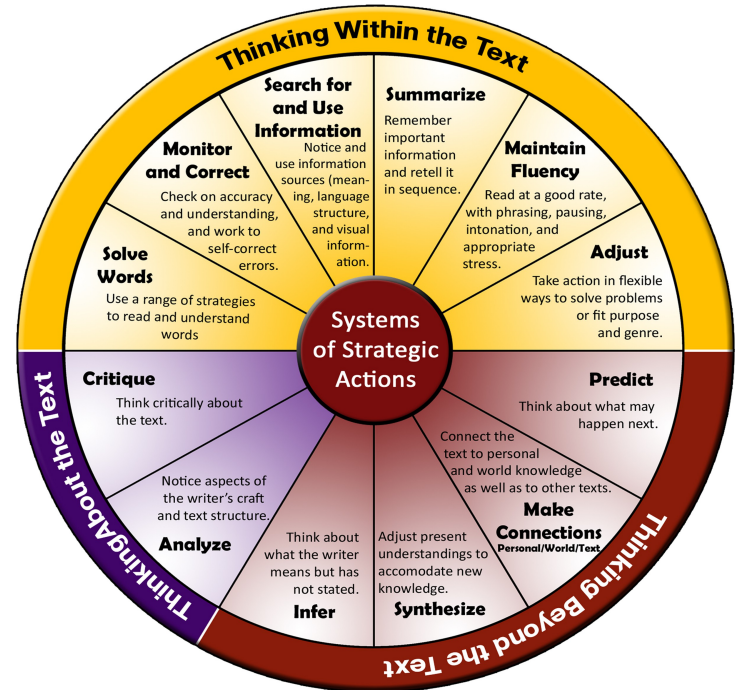 Thinking Within the Text
Solve
Words
Use a range of strategies
to read and understand
words
Monitor
and Correct
Check on accuracy
and understanding,
and work to
self-correct
errors.
Search for
and Use
Information
Notice and
use information
sources (mean-
ing, language
structure,
and visual
inform-
ation.
Summarize
Remember
important
information
and retell it
in sequence.
Maintain
Fluency
Read at a good rate,
with phrasing, pausing,
intonation, and
appropriate
stress.
Adjust
Take action in flexible
ways to solve problems
or fit purpose
and genre.
Systems
of Strategic
Actions
Predict
Think about what may
happen next.
Connect the
text to personal
and world knowledge
as well as to other texts.
Make
Connections
Personal/World/Text
Adjust present
understandings to
accomodate new
knowledge.
Synthesize
Think about
what the writer
means but has
not stated.
Infer
Thinking Beyond the Text
Notice aspects of
the writer's craft
and text structure.
Analyze
Critique
Think critically about
the text.
ThinkingAbout the Text